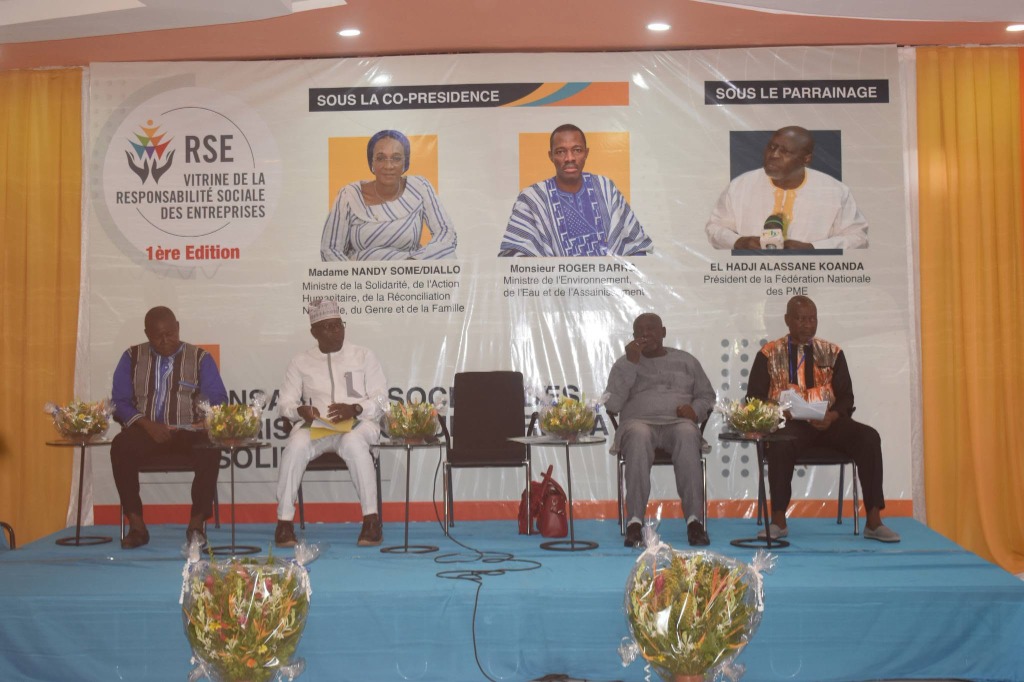 SOUS LA CO-PRESIDENCE
SOUS LE PARRAINAGE
RSE
VITRINE DE LA
RESPONSABILITÉ SOCIALE
DES ENTREPRISES
1ère Edition
Madame NANDY SOME/DIALLO
Ministre de la Solidarité, de l'Action
Humanitaire, de la Réconciliation
du Genre et de la Famille
Monsieur ROGER BARRO
Ministre de l'Environnement,
de l'Eau et de l'Assainissement
EL HADJI ALASSANE KOANDA
Président de la Fédération Nationale
des PME